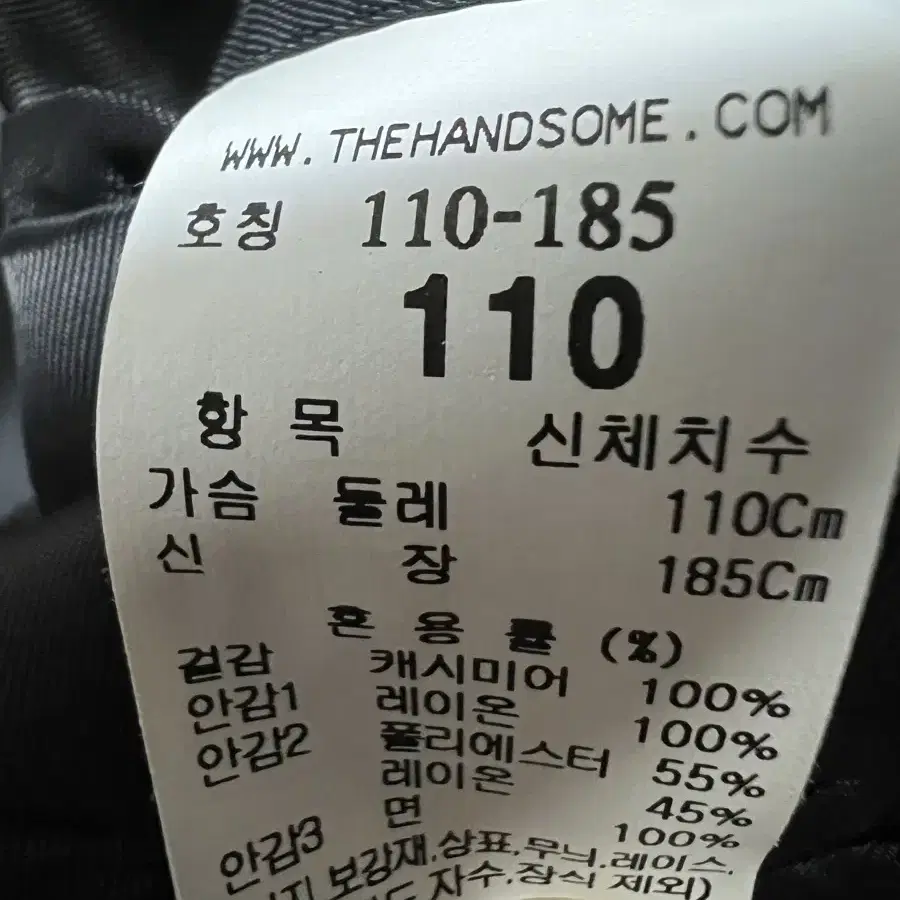 WWW.THEHANDSOME.COM
호칭 110-185
110
항 목 신체치수
가슴 둘레 110Cm
신 장 185Cm
혼 용 률 (%)
겉감 캐시미어 100%
안감1 레이온 100%
안감2 폴리에스터 55%
레이온 45%
안감3 면 100%
보강재.상표.무늬.레이스.
자수.장식 제외)